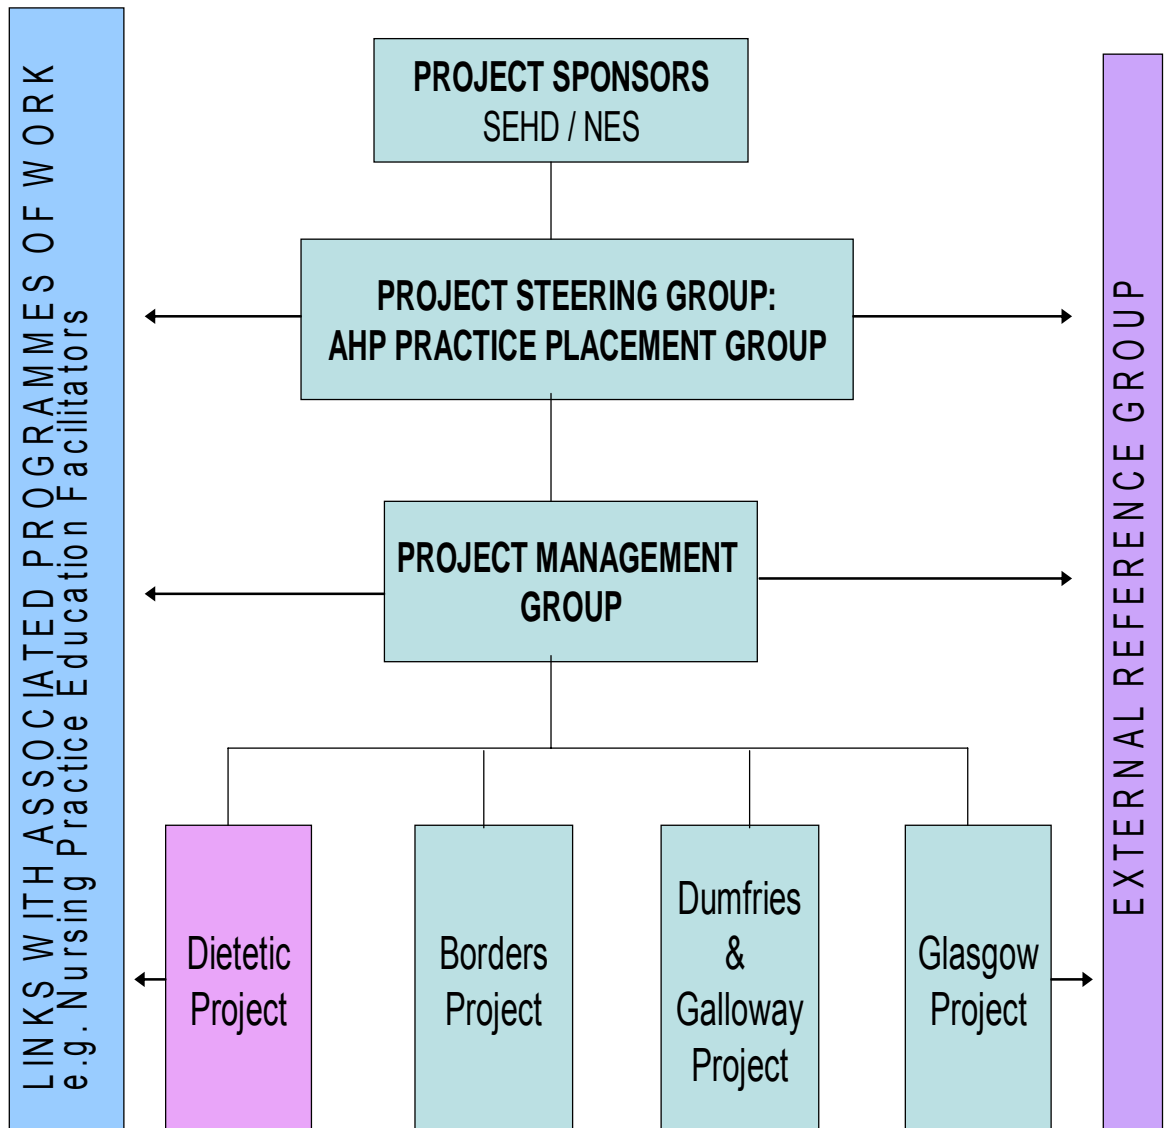 LINKS WITH ASSOCIATED PROGRAMMES OF WORK
e.g. Nursing Practice Education Facilitators
PROJECT SPONSORS
SEHD / NES
PROJECT STEERING GROUP:
AHP PRACTICE PLACEMENT GROUP
PROJECT MANAGEMENT
GROUP
Dietetic
Project
Borders
Project
Dumfries
&
Galloway
Project
Glasgow
Project
EXTERNAL REFERENCE GROUP